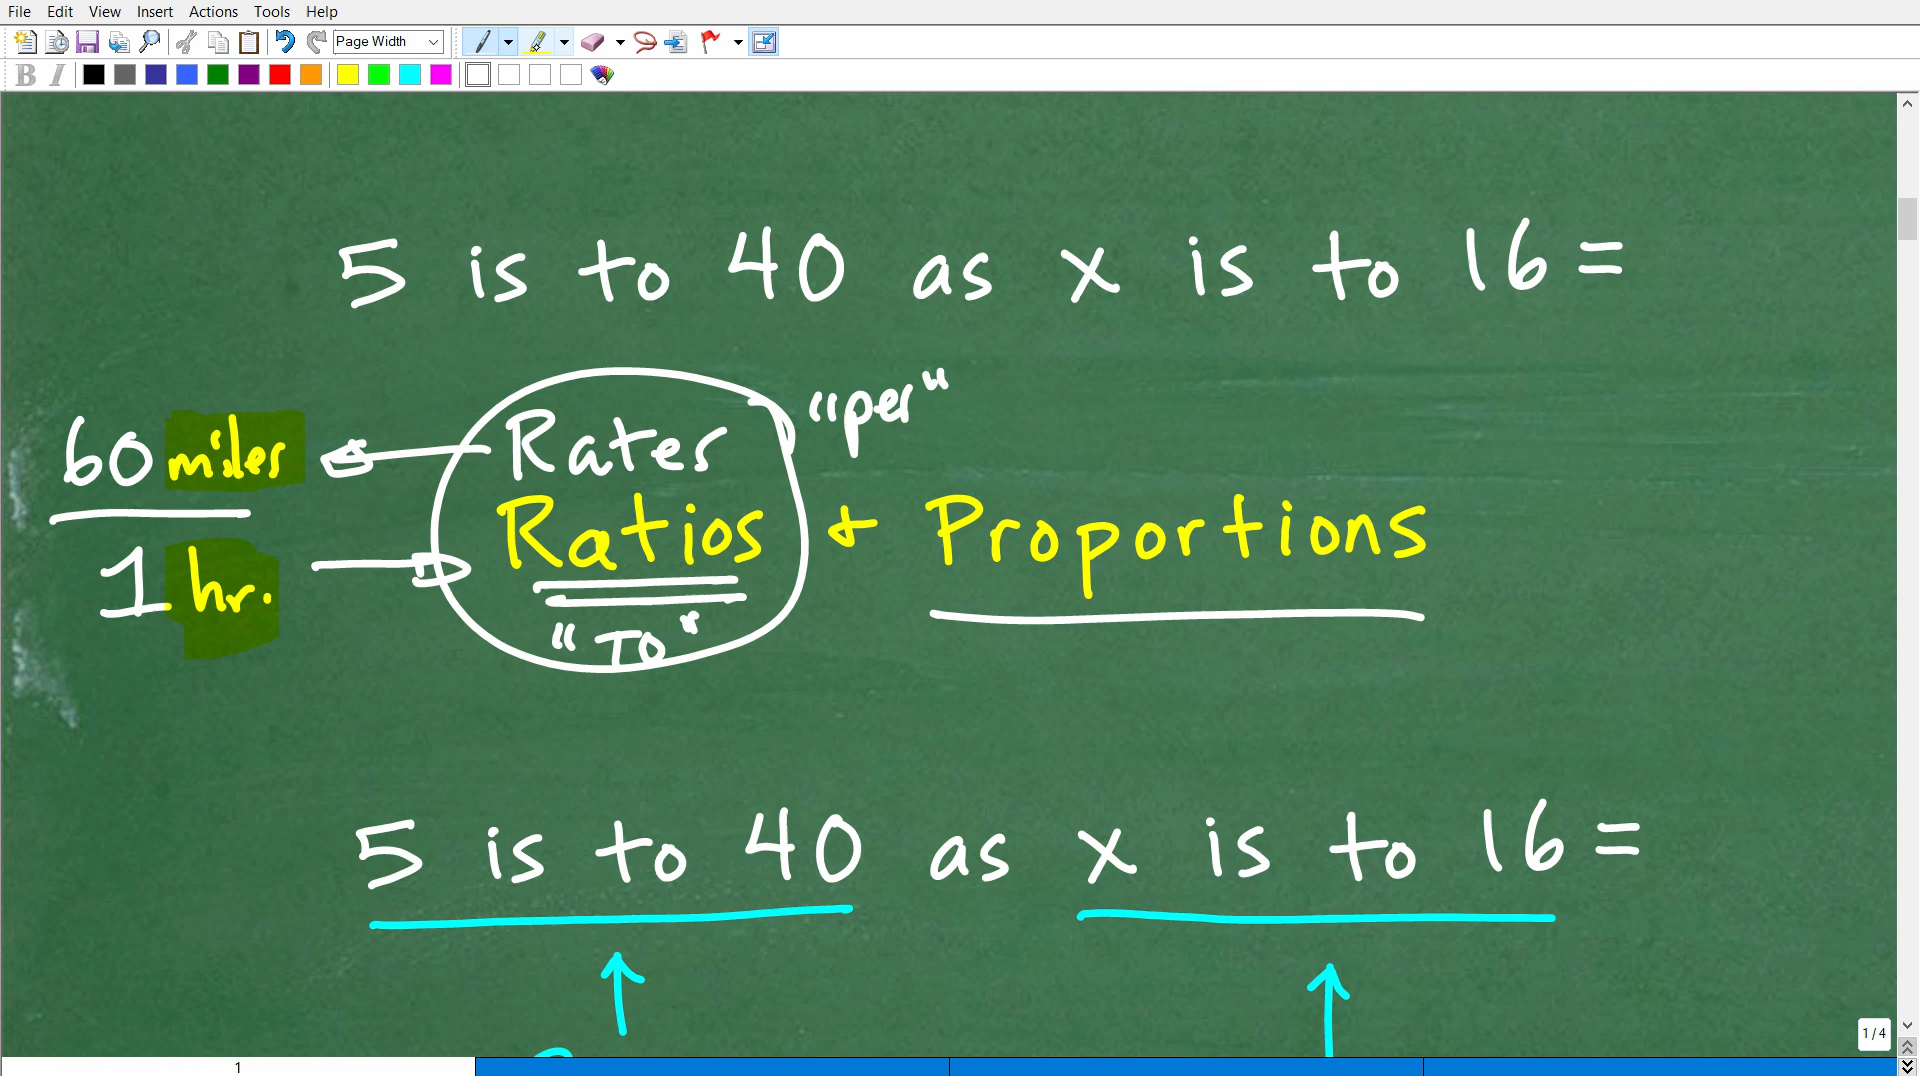 File Edit View Insert Actions Tools Help
Page Width
B I
5 is to 40 as x is to 16 =
"per"
60 miles
Rates
1 hr.
Ratios + Proportions
"TO"
5 is to 40 as x is to 16 =
1/4
1